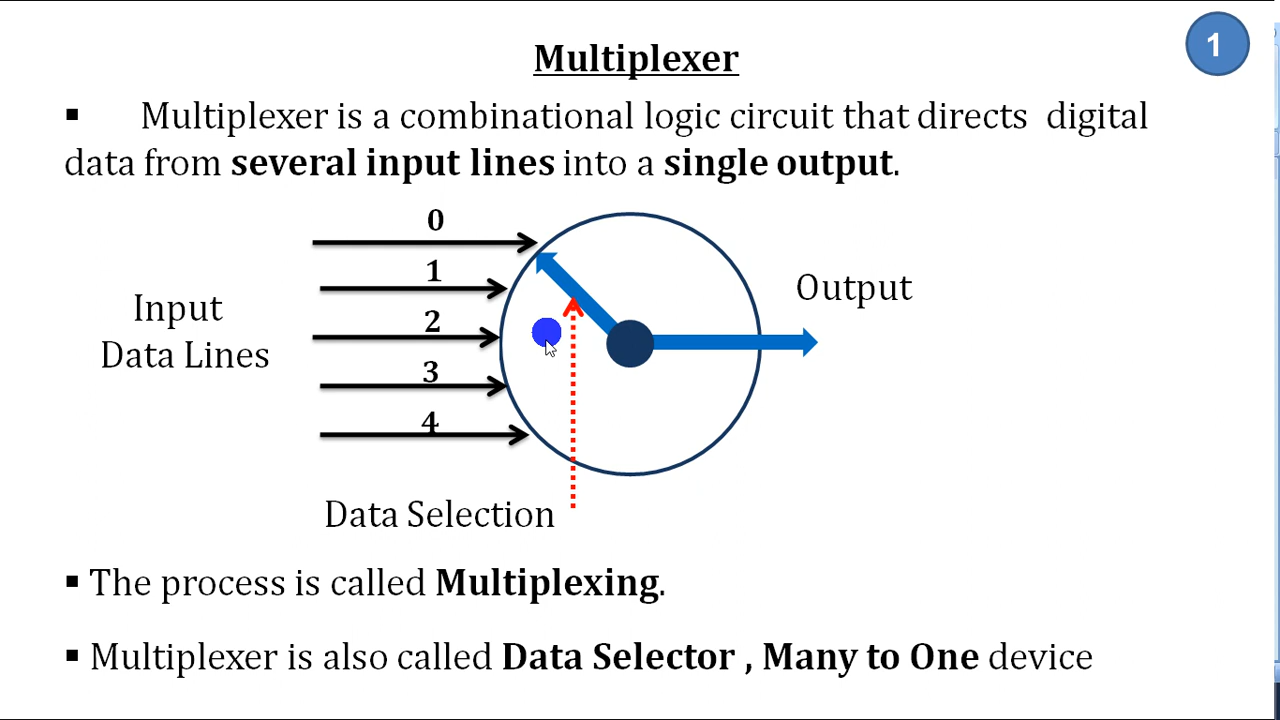 1
Multiplexer
▪ Multiplexer is a combinational logic circuit that directs digital
data from several input lines into a single output.
0
1
2
3
4
Input
Data Lines
Output
Data Selection
▪ The process is called Multiplexing.
▪ Multiplexer is also called Data Selector , Many to One device